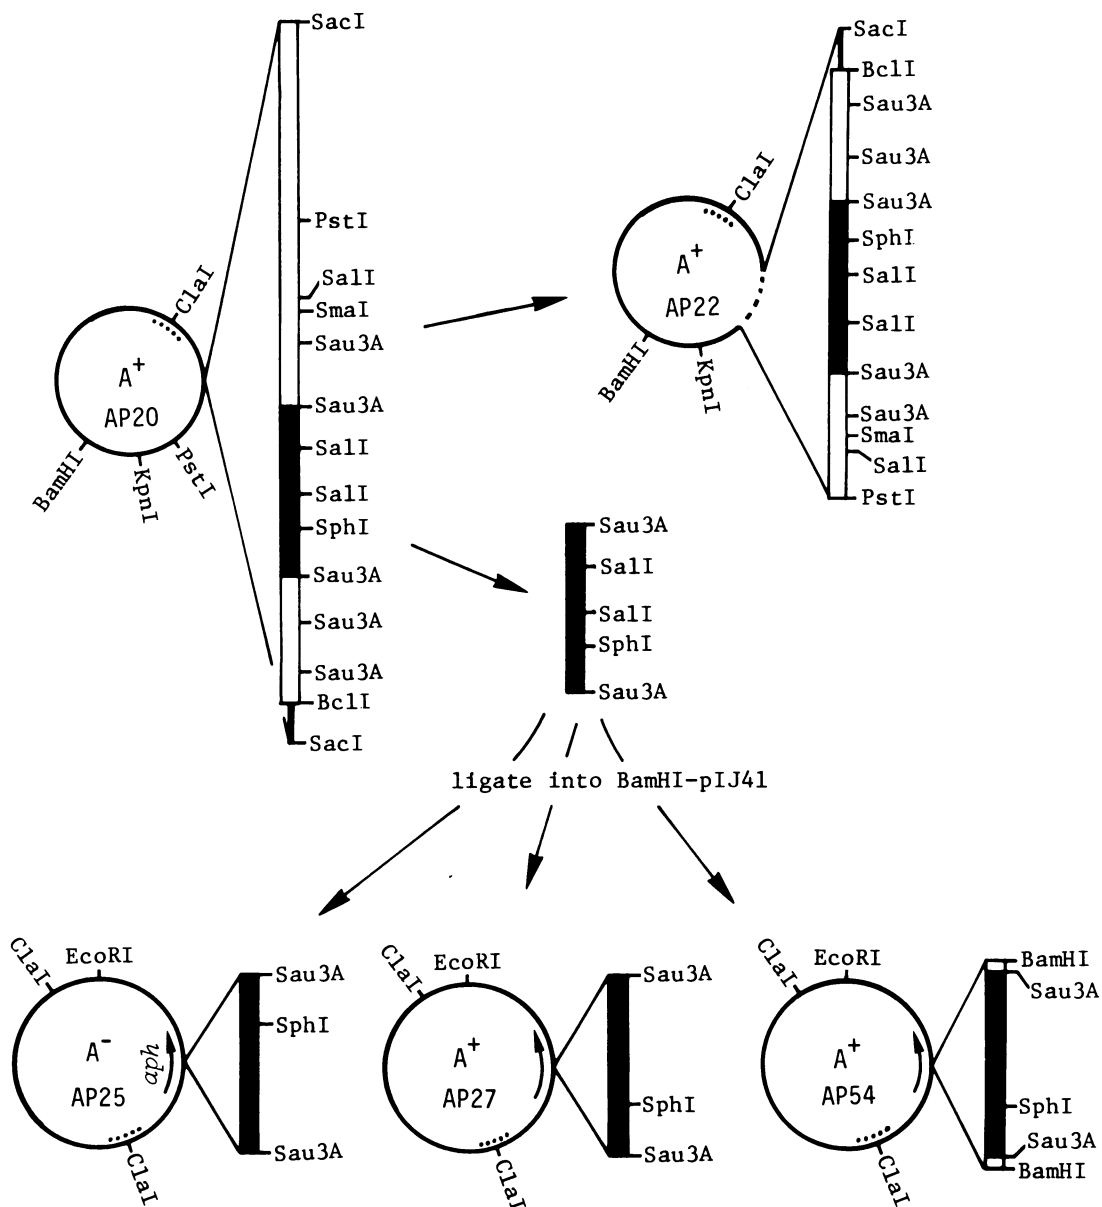 SacI
PstI
SalI
SmaI
Sau3A
Sau3A
SalI
SalI
SphI
Sau3A
Sau3A
Sau3A
BclI
SacI
ClaI
A+
AP20
BamHI
KpnI
PstI
SacI
BclI
Sau3A
Sau3A
Sau3A
SphI
SalI
SalI
Sau3A
Sau3A
SmaI
SalI
PstI
ClaI
A+
AP22
BamHI
KpnI
Sau3A
SalI
SalI
SphI
Sau3A
ligate into BamHI-pIJ41
ClaI
EcoRI
A-
aph
AP25
ClaI
Sau3A
SphI
Sau3A
ClaI
EcoRI
A+
AP27
ClaI
Sau3A
SphI
Sau3A
ClaI
EcoRI
A+
AP54
ClaI
BamHI
Sau3A
SphI
Sau3A
BamHI